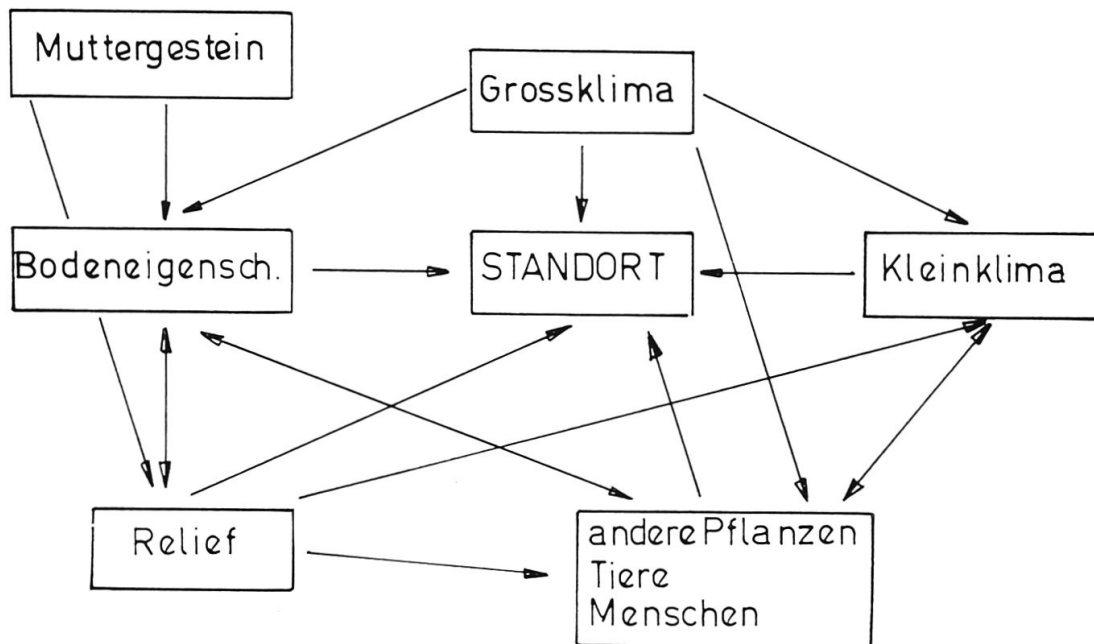 Muttergestein
Grossklima
Bodeneigensch.
STANDORT
Kleinklima
Relief
andere Pflanzen
Tiere
Menschen